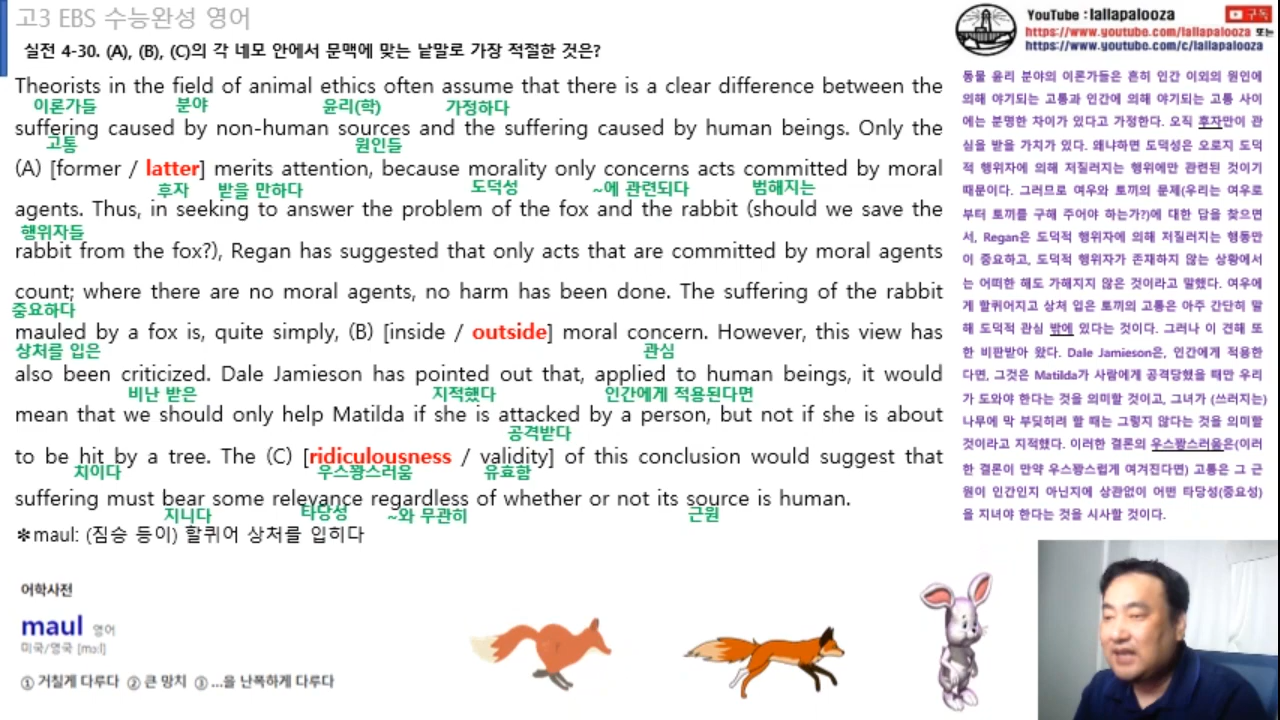 고3 EBS 수능완성 영어
YouTube : lallapalooza
구독
https://www.youtube.com/lallapalooza 또는
https://www.youtube.com/c/lallapalooza
실전 4-30. (A), (B), (C)의 각 네모 안에서 문맥에 맞는 낱말로 가장 적절한 것은?
Theorists in the field of animal ethics often assume that there is a clear difference between the
이론가들 분야 윤리(학) 가정하다
suffering caused by non-human sources and the suffering caused by human beings. Only the
고통 원인들
(A) [former / latter] merits attention, because morality only concerns acts committed by moral
후자 받을 만하다 도덕성 ~에 관련되다 범해지는
agents. Thus, in seeking to answer the problem of the fox and the rabbit (should we save the
행위자들
rabbit from the fox?), Regan has suggested that only acts that are committed by moral agents
count; where there are no moral agents, no harm has been done. The suffering of the rabbit
중요하다
mauled by a fox is, quite simply, (B) [inside / outside] moral concern. However, this view has
상처를 입은 관심
also been criticized. Dale Jamieson has pointed out that, applied to human beings, it would
비난 받은 지적했다 인간에게 적용된다면
mean that we should only help Matilda if she is attacked by a person, but not if she is about
공격받다
to be hit by a tree. The (C) [ridiculousness / validity] of this conclusion would suggest that
치이다 우스꽝스러움 유효함
suffering must bear some relevance regardless of whether or not its source is human.
지니다 타당성 ~와 무관히 근원
＊maul: (짐승 등이) 할퀴어 상처를 입히다
동물 윤리 분야의 이론가들은 흔히 인간 이외의 원인에
의해 야기되는 고통과 인간에 의해 야기되는 고통 사이
에는 분명한 차이가 있다고 가정한다. 오직 후자만이 관
심을 받을 가치가 있다. 왜냐하면 도덕성은 오로지 도덕
적 행위자에 의해 저질러지는 행위에만 관련된 것이기
때문이다. 그러므로 여우와 토끼의 문제(우리는 여우로
부터 토끼를 구해 주어야 하는가?)에 대한 답을 찾으면
서, Regan은 도덕적 행위자에 의해 저질러지는 행동만
이 중요하고, 도덕적 행위자가 존재하지 않는 상황에서
는 어떠한 해도 가해지지 않은 것이라고 말했다. 여우에
게 할퀴어지고 상처 입은 토끼의 고통은 아주 간단히 말
해 도덕적 관심 밖에 있다는 것이다. 그러나 이 견해 또
한 비판받아 왔다. Dale Jamieson은, 인간에게 적용한
다면, 그것은 Matilda가 사람에게 공격당했을 때만 우리
가 도와야 한다는 것을 의미할 것이고, 그녀가 (쓰러지는)
나무에 막 부딪히려 할 때는 그렇지 않다는 것을 의미할
것이라고 지적했다. 이러한 결론의 우스꽝스러움은(이러
한 결론이 만약 우스꽝스럽게 여겨진다면) 고통은 그 근
원이 인간인지 아닌지에 상관없이 어떤 타당성(중요성)
을 지녀야 한다는 것을 시사할 것이다.
어학사전
maul 영어
미국/영국 [mɔːl]
① 거칠게 다루다 ② 큰 망치 ③ ...을 난폭하게 다루다